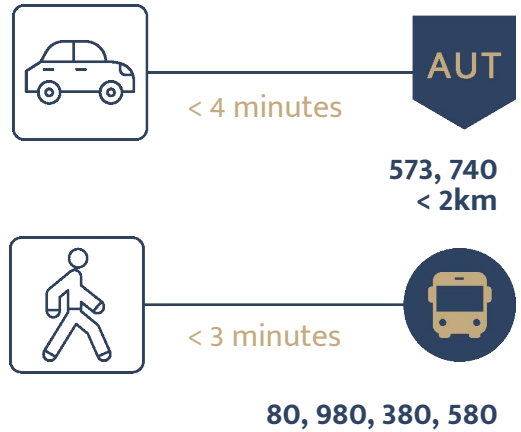 AUT
< 4 minutes
573, 740
< 2km
< 3 minutes
80, 980, 380, 580